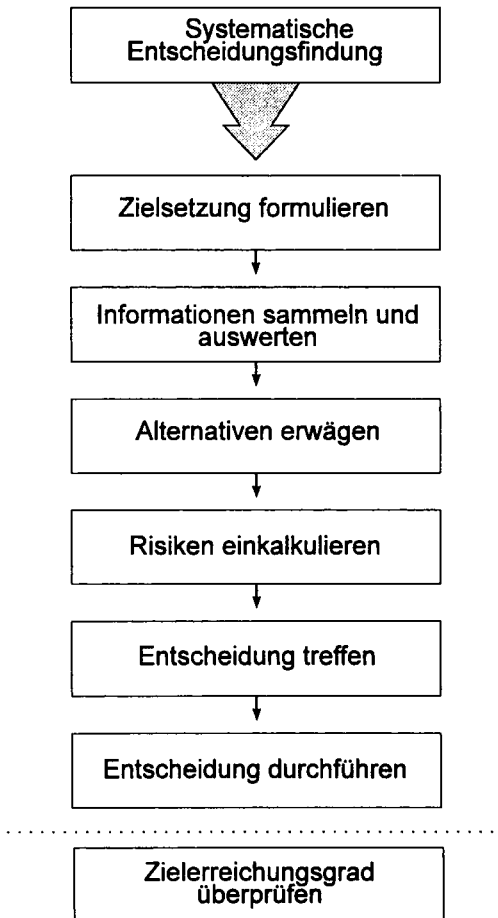 Systematische
Entscheidungsfindung
Zielsetzung formulieren
Informationen sammeln und
auswerten
Alternativen erwägen
Risiken einkalkulieren
Entscheidung treffen
Entscheidung durchführen
Zielerreichungsgrad
überprüfen